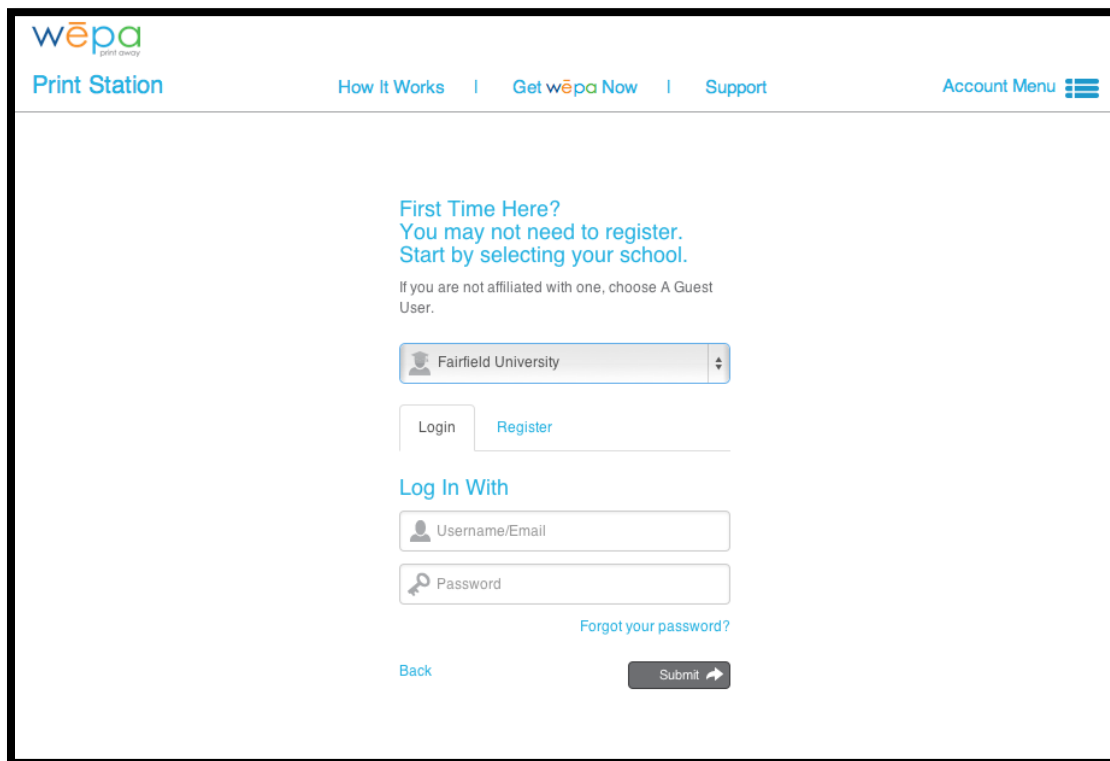 wēpa
print away
Print Station
How It Works | Get wēpa Now | Support
Account Menu
First Time Here?
You may not need to register.
Start by selecting your school.
If you are not affiliated with one, choose A Guest
User.
Fairfield University
Login
Register
Log In With
Username/Email
Password
Forgot your password?
Back
Submit